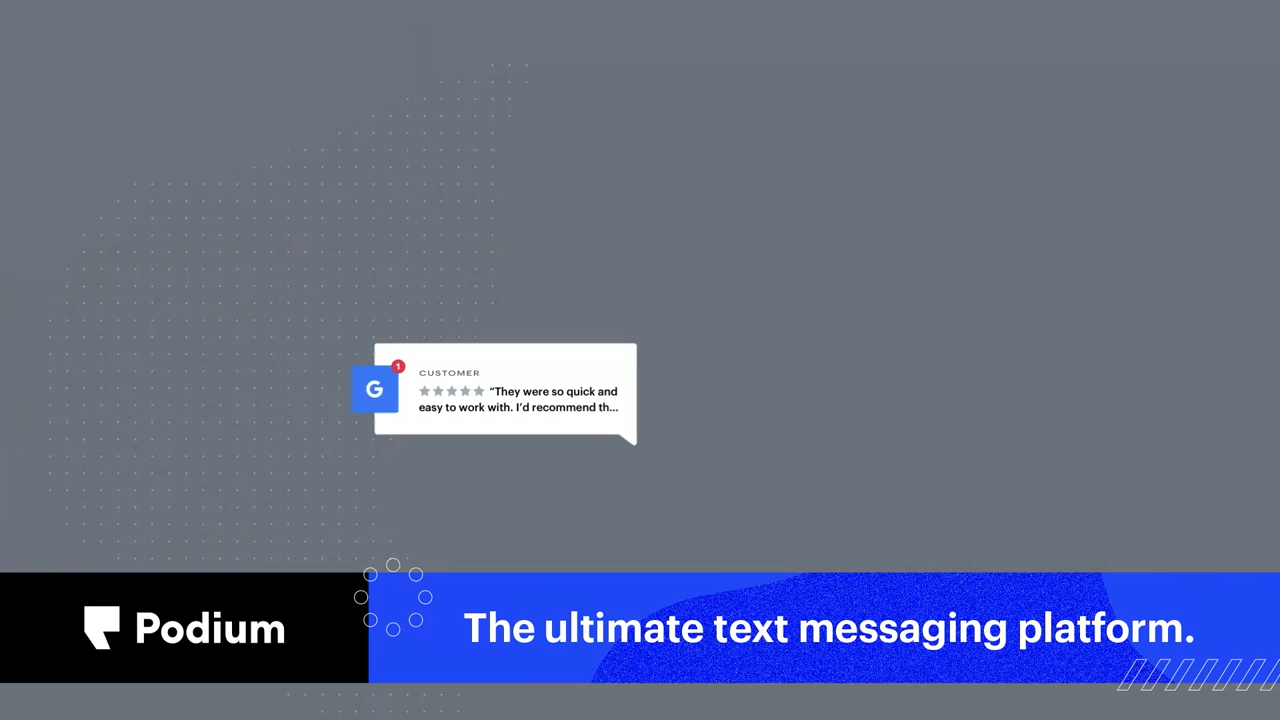 1
G
CUSTOMER
“They were so quick and
easy to work with. I’d recommend th...
Podium
The ultimate text messaging platform.